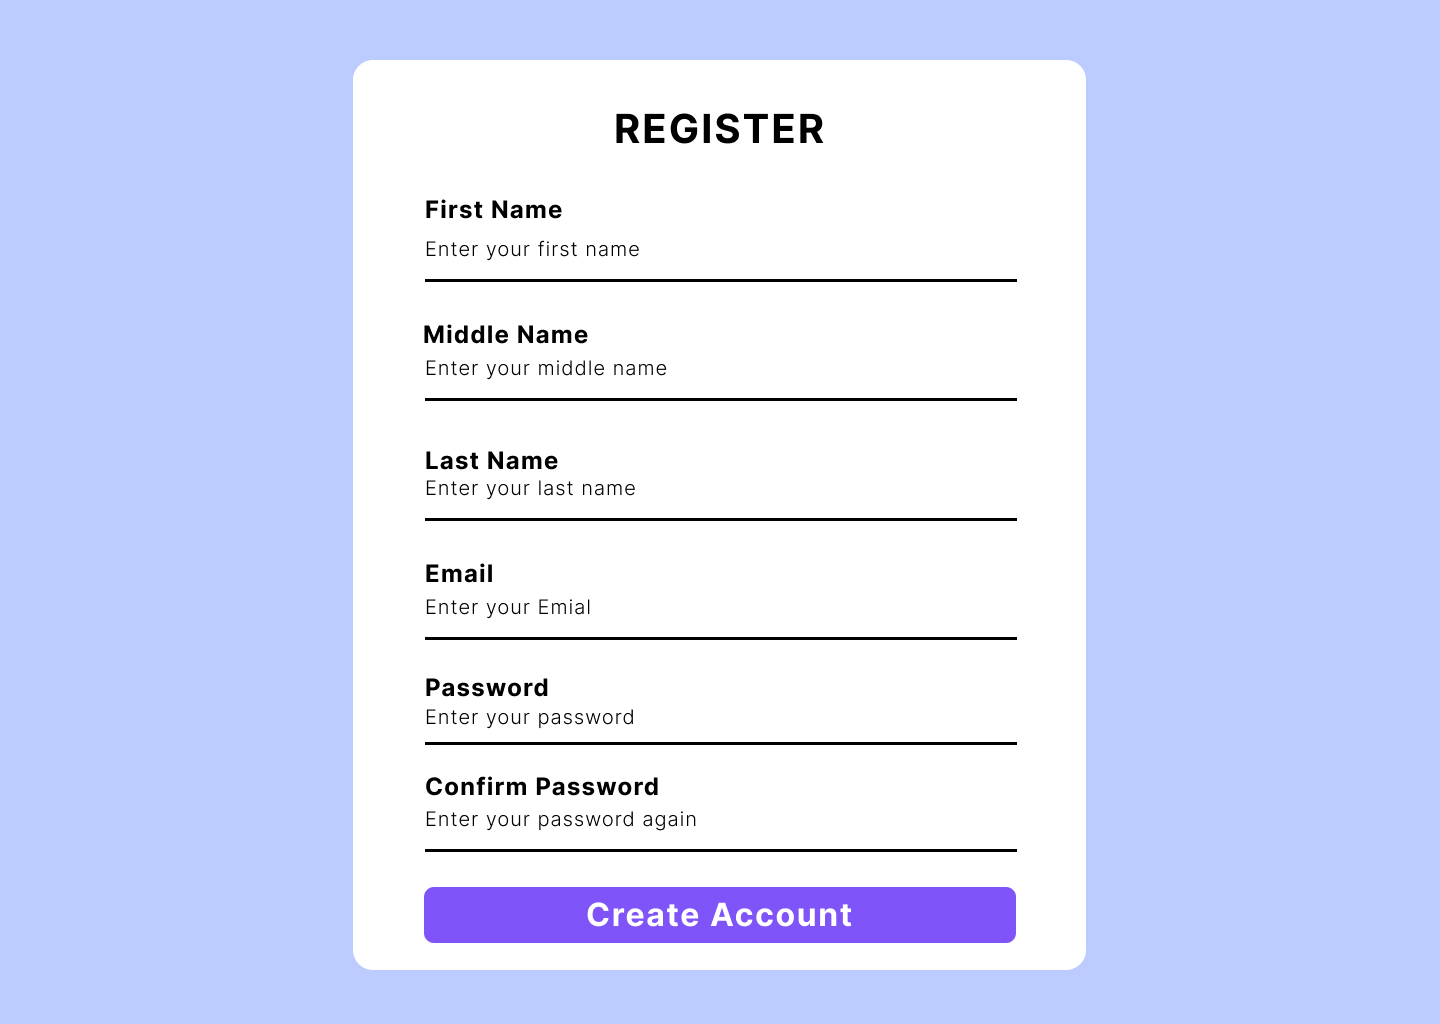 REGISTER
First Name
Enter your first name
Middle Name
Enter your middle name
Last Name
Enter your last name
Email
Enter your Emial
Password
Enter your password
Confirm Password
Enter your password again
Create Account